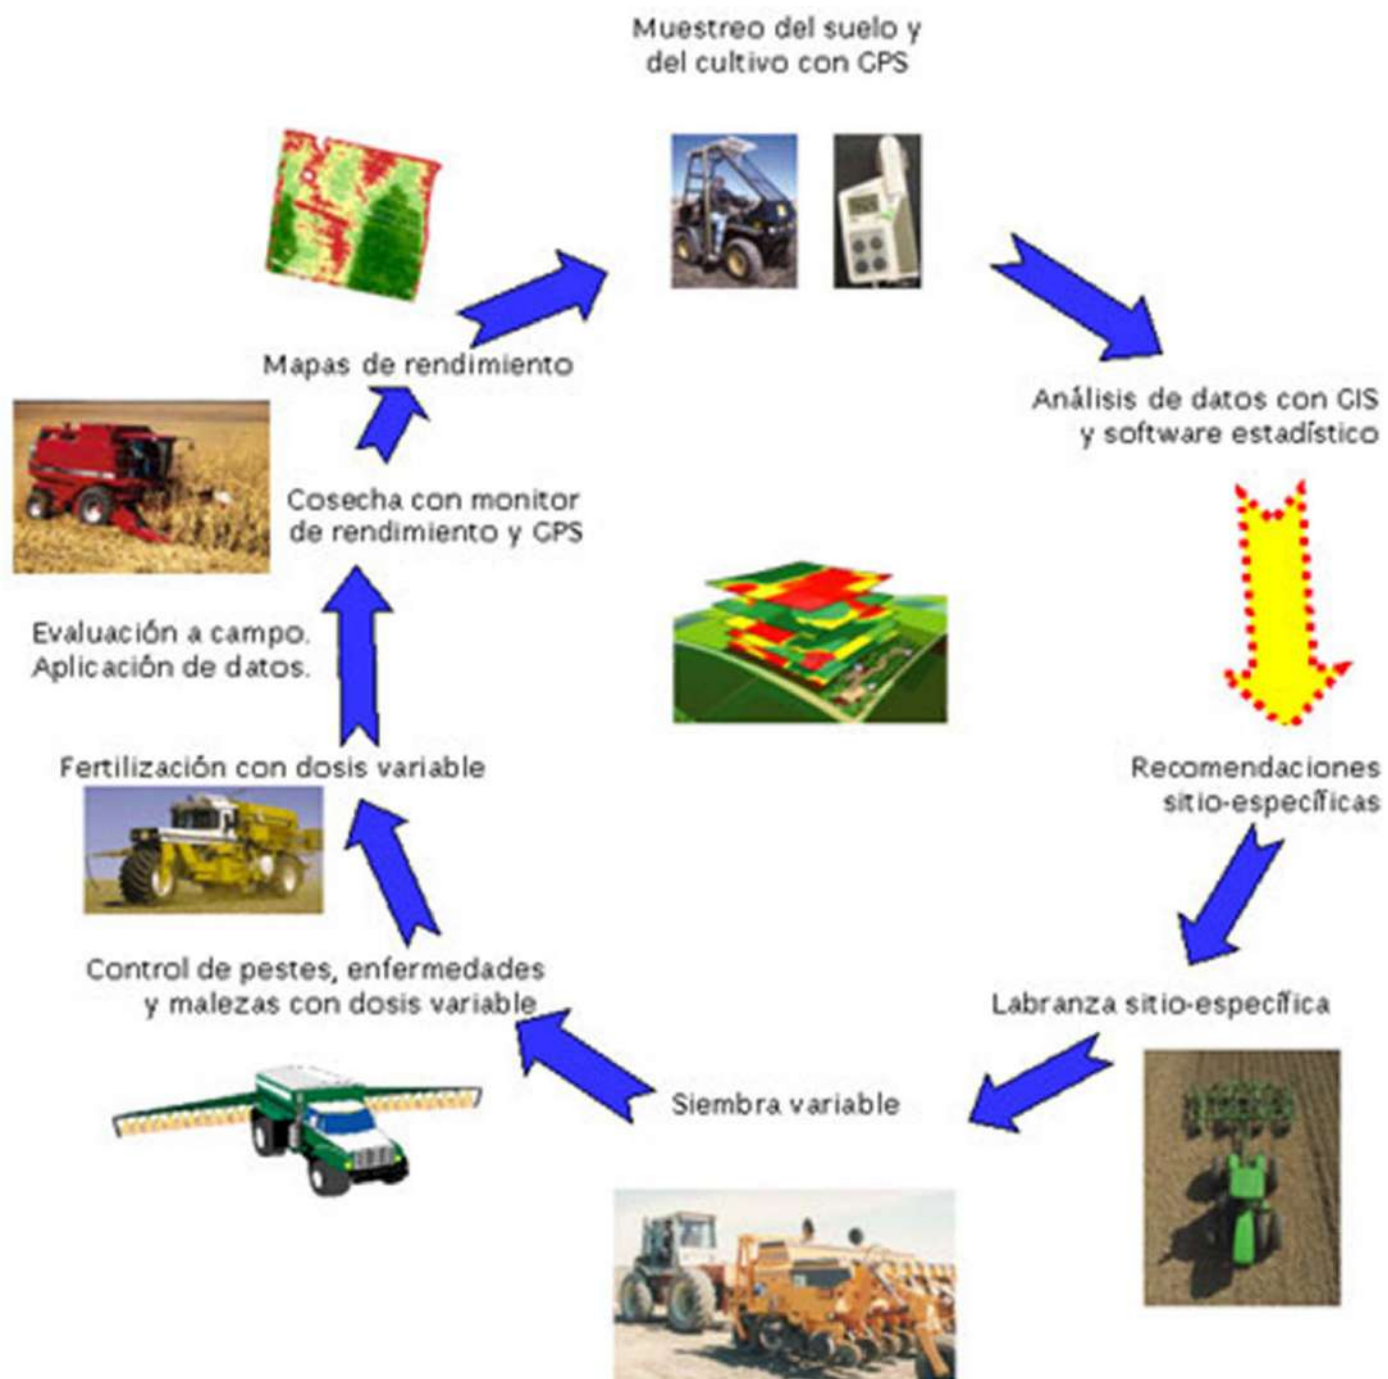 Muestreo del suelo y
del cultivo con GPS
Análisis de datos con GIS
y software estadístico
Recomendaciones
sitio-específicas
Labranza sitio-específica
Siembra variable
Control de pestes, enfermedades
y malezas con dosis variable
Fertilización con dosis variable
Evaluación a campo.
Aplicación de datos.
Cosecha con monitor
de rendimiento y GPS
Mapas de rendimiento